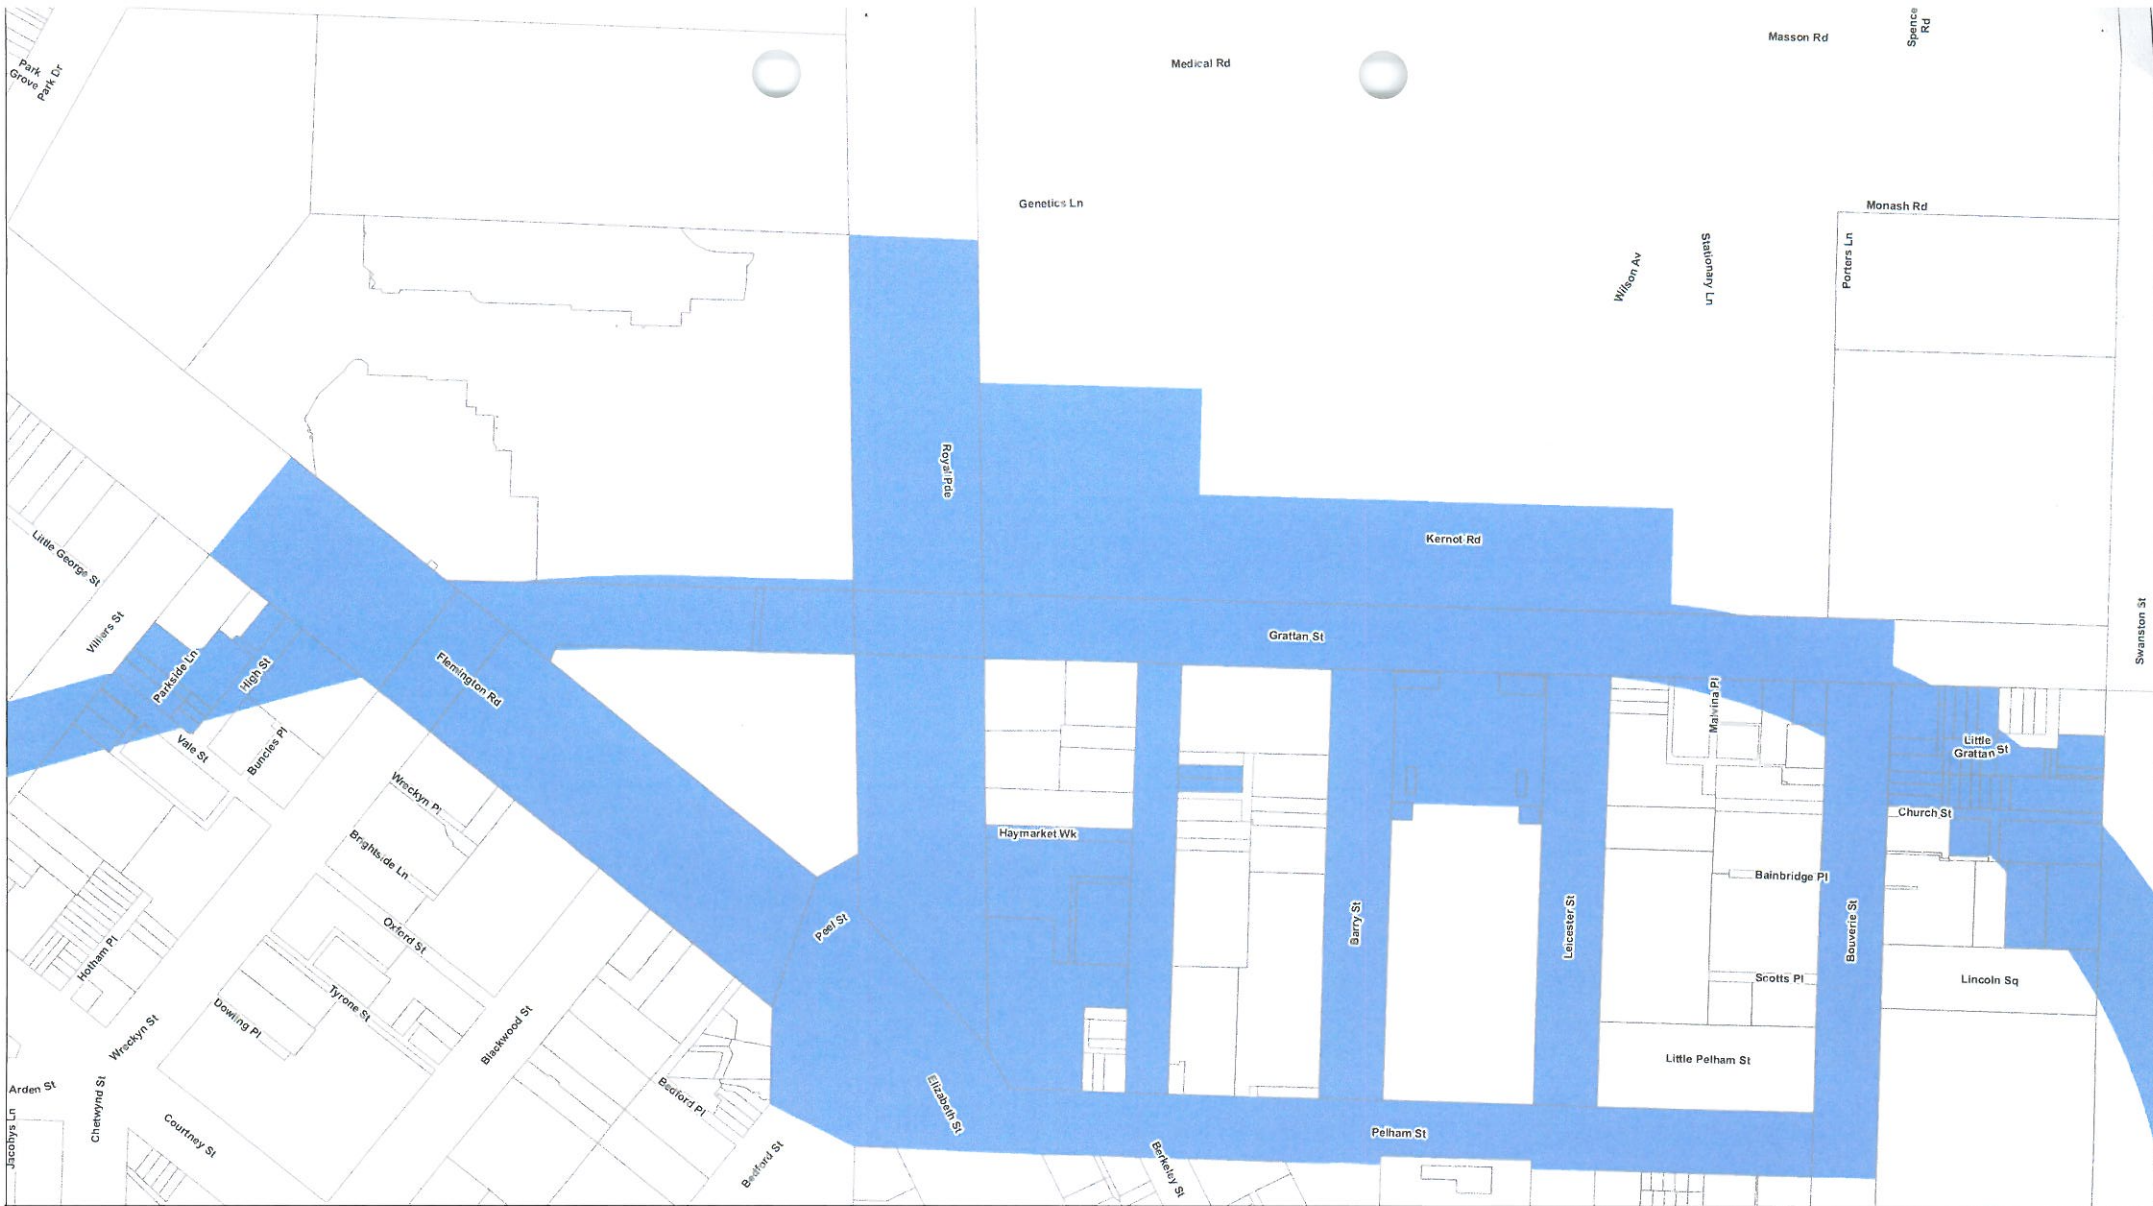 Park
Grove
Park Dr
Medical Rd
Masson Rd
Spence
Rd
Genetics Ln
Monash Rd
Wilson Av
Stationary Ln
Porters Ln
Royal Pde
Kernot Rd
Little George St
Villiers St
Parkside Ln
High St
Flemington Rd
Grattan St
Swanston St
Malvina Pl
Vale St
Buncles Pl
Little
Grattan St
Wreckyn Pl
Haymarket Wk
Church St
Brightside Ln
Bainbridge Pl
Oxford St
Peel St
Barry St
Leicester St
Bouverie St
Hotham Pl
Scotts Pl
Lincoln Sq
Dowling Pl
Tyrone St
Wreckyn St
Blackwood St
Little Pelham St
Arden St
Chetwynd St
Bedford Pl
Elizabeth St
Jacobys Ln
Courtney St
Pelham St
Bedford St
Berkeley St